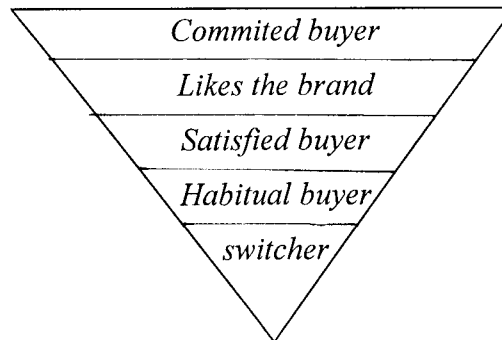 Commited buyer
Likes the brand
Satisfied buyer
Habitual buyer
switcher